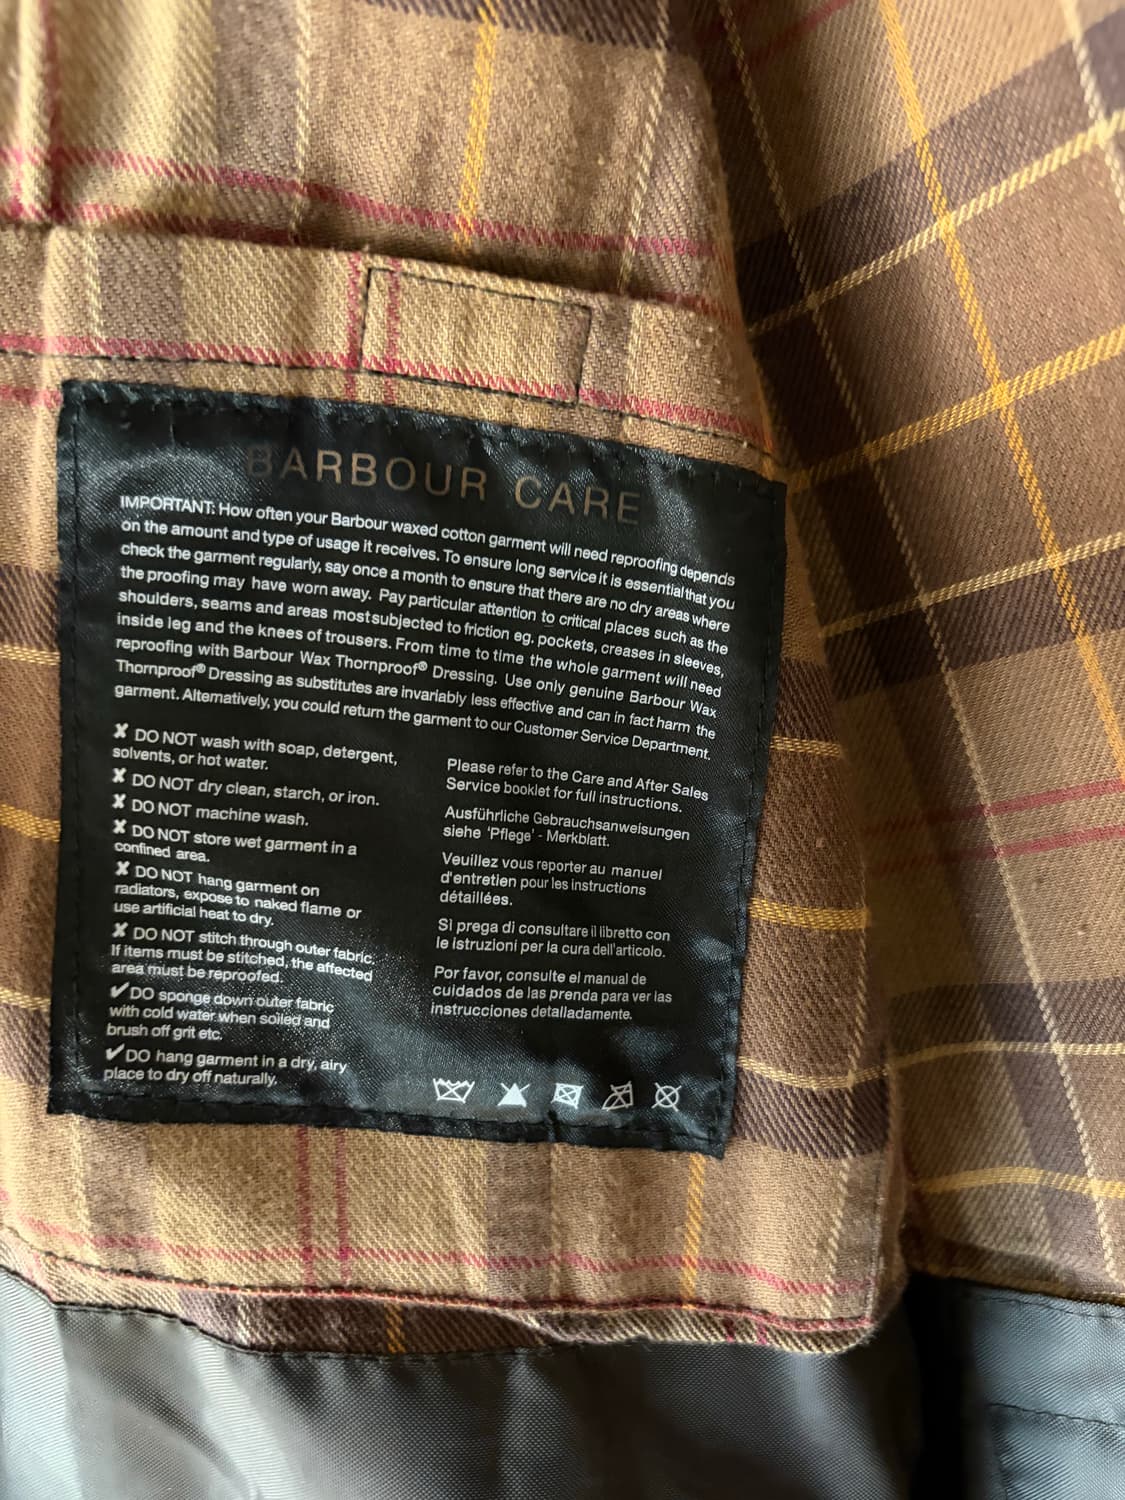 BARBOUR CARE
IMPORTANT: How often your Barbour waxed cotton garment will need reproofing depends
on the amount and type of usage it receives. To ensure long service it is essential that you
check the garment regularly, say once a month to ensure that there are no dry areas where
the proofing may have worn away. Pay particular attention to critical places such as the
shoulders, seams and areas most subjected to friction eg. pockets, creases in sleeves,
inside leg and the knees of trousers. From time to time the whole garment will need
reproofing with Barbour Wax Thornproof® Dressing. Use only genuine Barbour Wax
Thornproof® Dressing as substitutes are invariably less effective and can in fact harm the
garment. Alternatively, you could return the garment to our Customer Service Department.
✘ DO NOT wash with soap, detergent,
solvents, or hot water.
✘ DO NOT dry clean, starch, or iron.
✘ DO NOT machine wash.
✘ DO NOT store wet garment in a
confined area.
✘ DO NOT hang garment on
radiators, expose to naked flame or
use artificial heat to dry.
✘ DO NOT stitch through outer fabric.
If items must be stitched, the affected
area must be reproofed.
✔ DO sponge down outer fabric
with cold water when soiled and
brush off grit etc.
✔ DO hang garment in a dry, airy
place to dry off naturally.
Please refer to the Care and After Sales
Service booklet for full instructions.
Ausführliche Gebrauchsanweisungen
siehe 'Pflege' - Merkblatt.
Veuillez vous reporter au manuel
d'entretien pour les instructions
détaillées.
Si prega di consultare il libretto con
le istruzioni per la cura dell'articolo.
Por favor, consulte el manual de
cuidados de las prenda para ver las
instrucciones detalladamente.